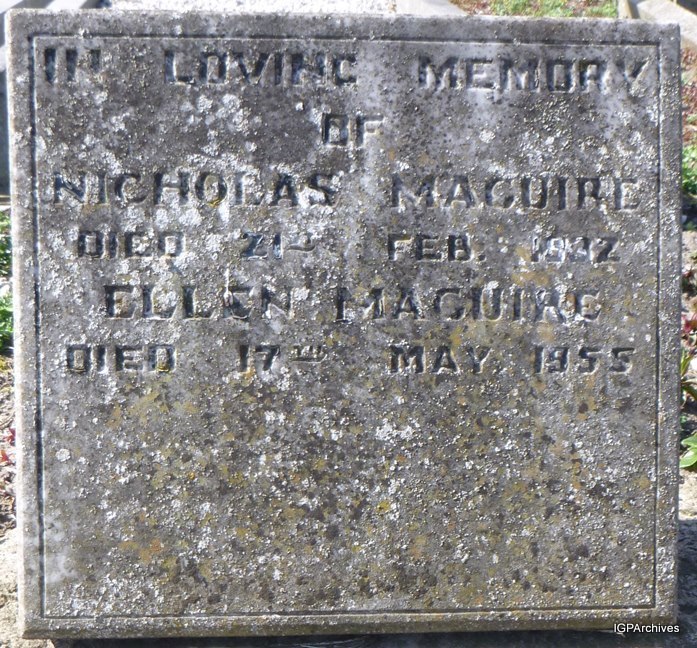 IN LOVING MEMORY
OF
NICHOLAS MAGUIRE
DIED 21ST FEB.
ELLEN MAGUIRE
DIED 17TH MAY 1955
IGPArchives